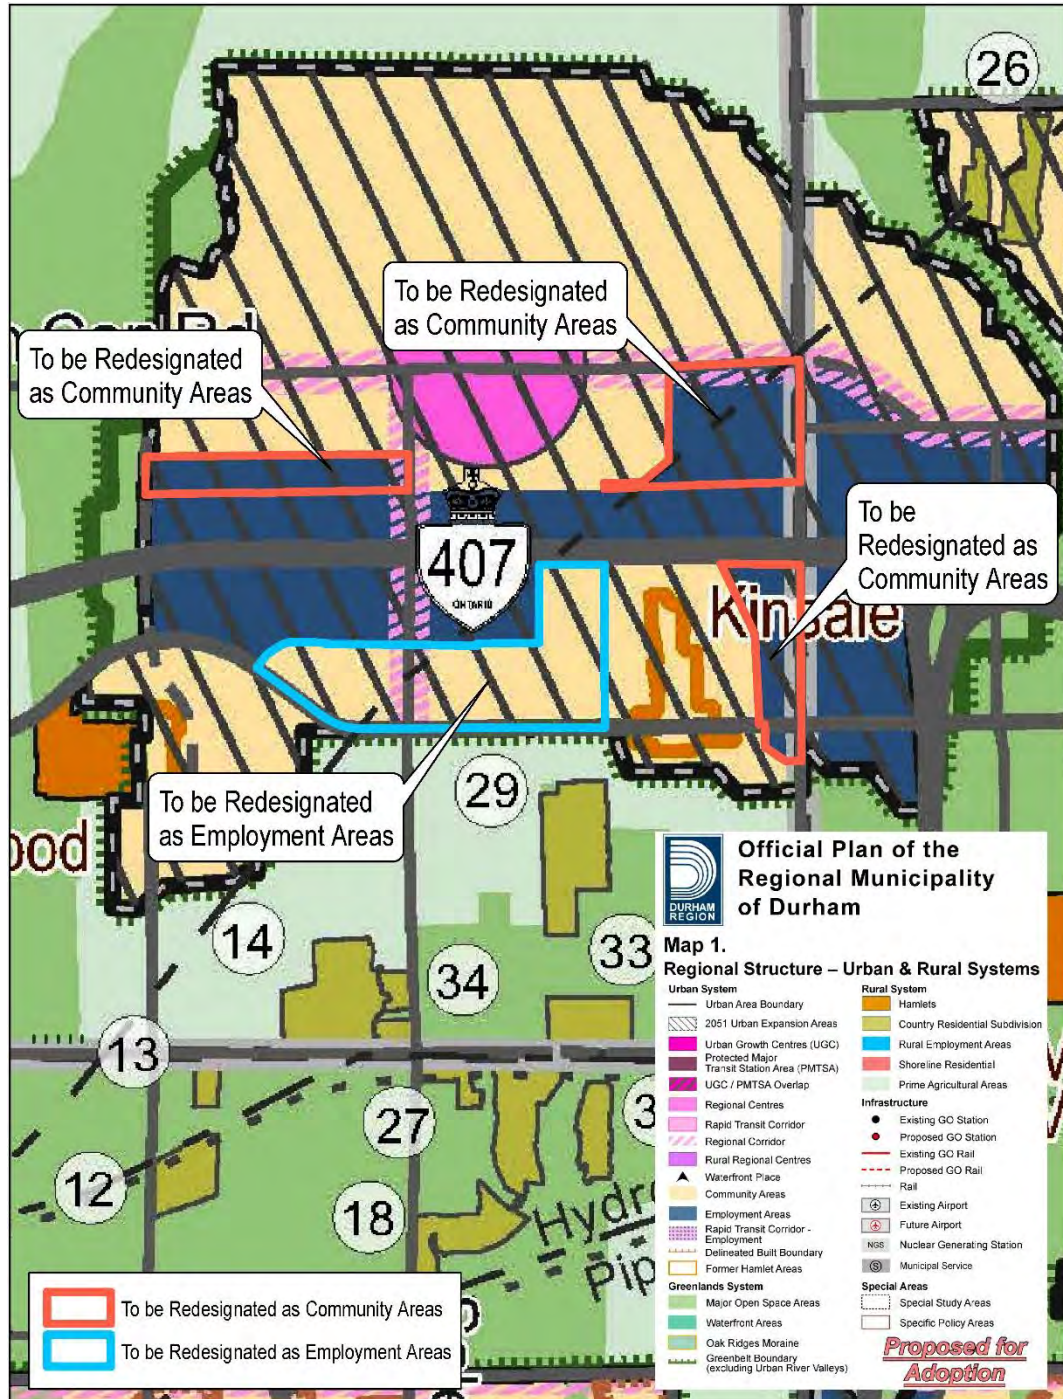 26
To be Redesignated
as Community Areas
To be Redesignated
as Community Areas
To be
Redesignated as
Community Areas
407
ONTARIO
Kinsale
To be Redesignated
as Employment Areas
29
ood
14
33
34
13
27
3
12
18
Hydr
Pip
DURHAM
REGION
Official Plan of the
Regional Municipality
of Durham
Map 1.
Regional Structure – Urban & Rural Systems
Urban System
Urban Area Boundary
2051 Urban Expansion Areas
Urban Growth Centres (UGC)
Protected Major
Transit Station Area (PMTSA)
UGC / PMTSA Overlap
Regional Centres
Rapid Transit Corridor
Regional Corridor
Rural Regional Centres
Waterfront Place
Community Areas
Employment Areas
Rapid Transit Corridor -
Employment
Delineated Built Boundary
Former Hamlet Areas
Greenlands System
Major Open Space Areas
Waterfront Areas
Oak Ridges Moraine
Greenbelt Boundary
(excluding Urban River Valleys)
Rural System
Hamlets
Country Residential Subdivision
Rural Employment Areas
Shoreline Residential
Prime Agricultural Areas
Infrastructure
Existing GO Station
Proposed GO Station
Existing GO Rail
Proposed GO Rail
Rail
Existing Airport
Future Airport
NGS Nuclear Generating Station
S Municipal Service
Special Areas
Special Study Areas
Specific Policy Areas
Proposed for
Adoption
To be Redesignated as Community Areas
To be Redesignated as Employment Areas